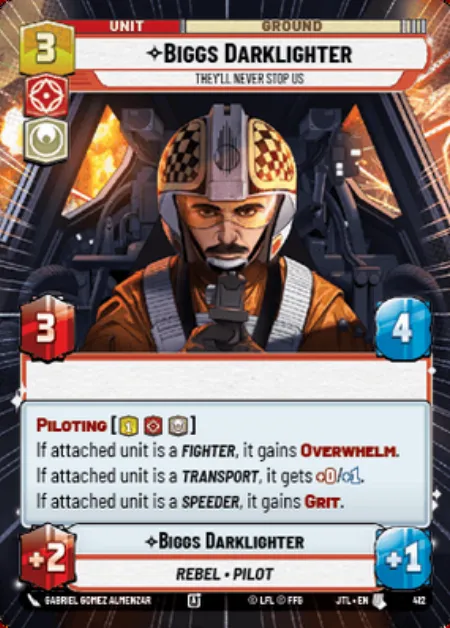 UNIT
GROUND
3
BIGGS DARKLIGHTER
THEY'LL NEVER STOP US
3
4
PILOTING [1 ]
If attached unit is a FIGHTER, it gains OVERWHELM.
If attached unit is a TRANSPORT, it gets +0/+1.
If attached unit is a SPEEDER, it gains GRIT.
+2
BIGGS DARKLIGHTER
+1
REBEL • PILOT
GABRIEL GOMEZ ALMENZAR
A
© LFL © FFG
JTL • EN
412